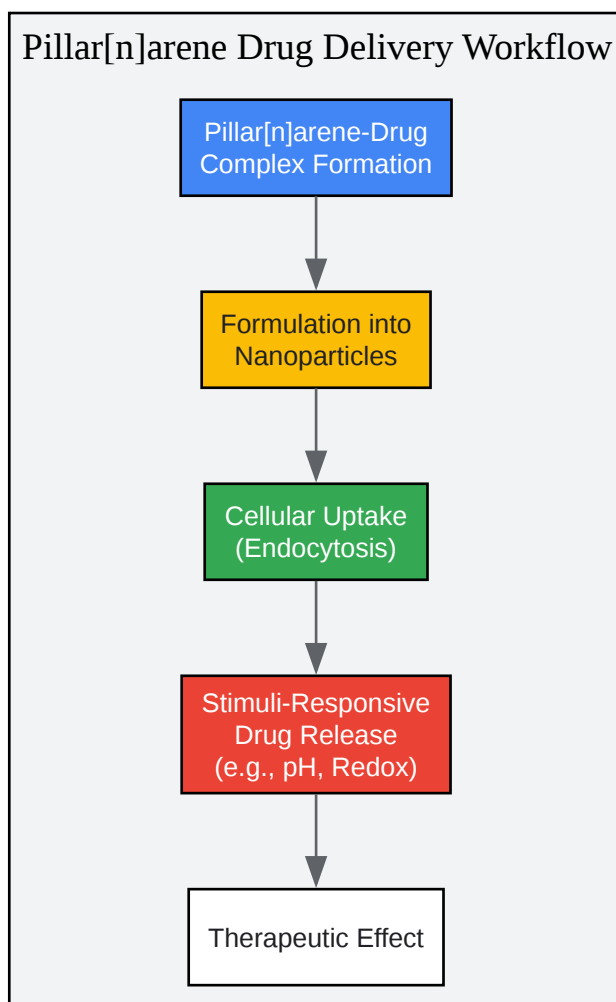 Pillar[n]arene Drug Delivery Workflow
Pillar[n]arene-Drug
Complex Formation
Formulation into
Nanoparticles
Cellular Uptake
(Endocytosis)
Stimuli-Responsive
Drug Release
(e.g., pH, Redox)
Therapeutic Effect